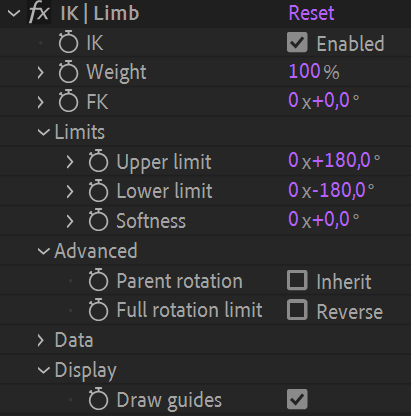 fx IK | Limb Reset
IK Enabled
Weight 100 %
FK 0 x+0,0 °
Limits
Upper limit 0 x+180,0 °
Lower limit 0 x-180,0 °
Softness 0 x+0,0 °
Advanced
Parent rotation Inherit
Full rotation limit Reverse
Data
Display
Draw guides